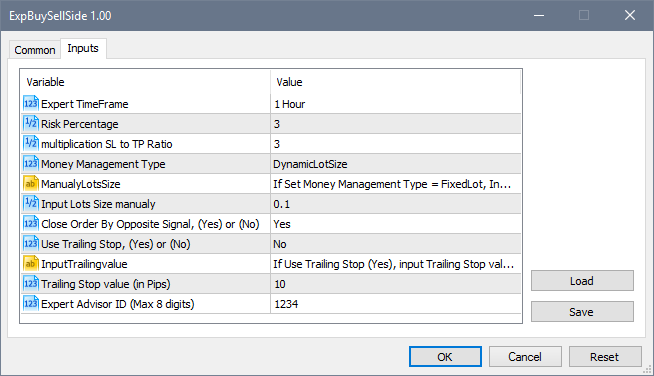 ExpBuySellSide 1.00
Common Inputs
Variable Value
123 Expert TimeFrame 1 Hour
1/2 Risk Percentage 3
1/2 multiplication SL to TP Ratio 3
123 Money Management Type DynamicLotSize
ab ManualyLotsSize If Set Money Management Type = FixedLot, In...
1/2 Input Lots Size manualy 0.1
123 Close Order By Opposite Signal, (Yes) or (No) Yes
123 Use Trailing Stop, (Yes) or (No) No
ab InputTrailingvalue If Use Trailing Stop (Yes), input Trailing Stop val...
123 Trailing Stop value (in Pips) 10
123 Expert Advisor ID (Max 8 digits) 1234
Load
Save
OK Cancel Reset